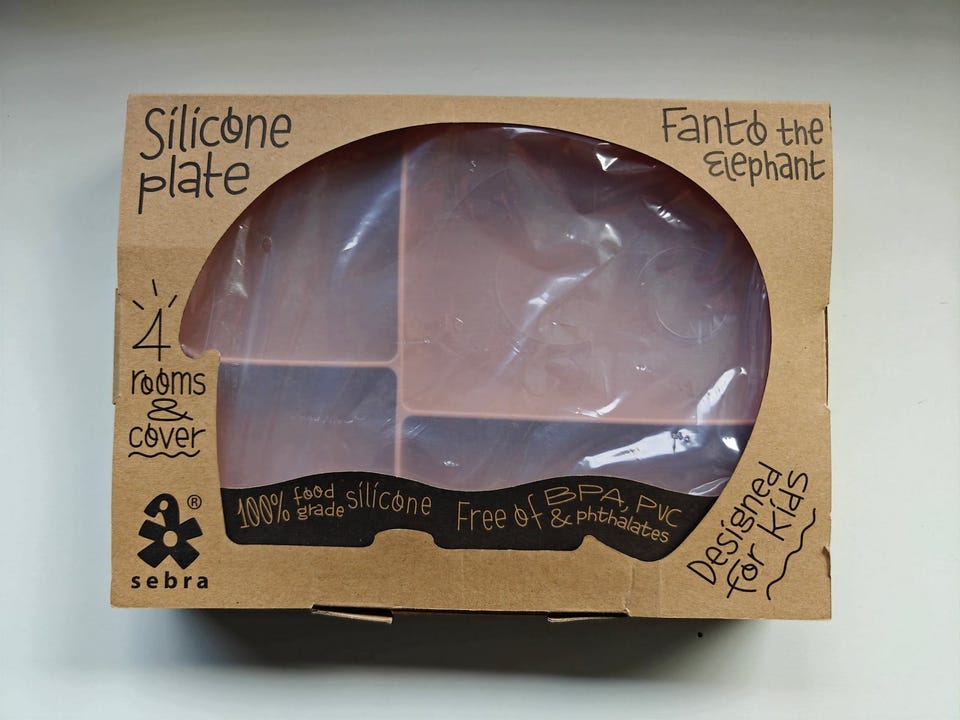 Silicone
plate
Fanto the
Elephant
4
rooms
&
cover
100% food
grade silicone
Free of BPA, PVC
& phthalates
Designed
for Kids
®
sebra